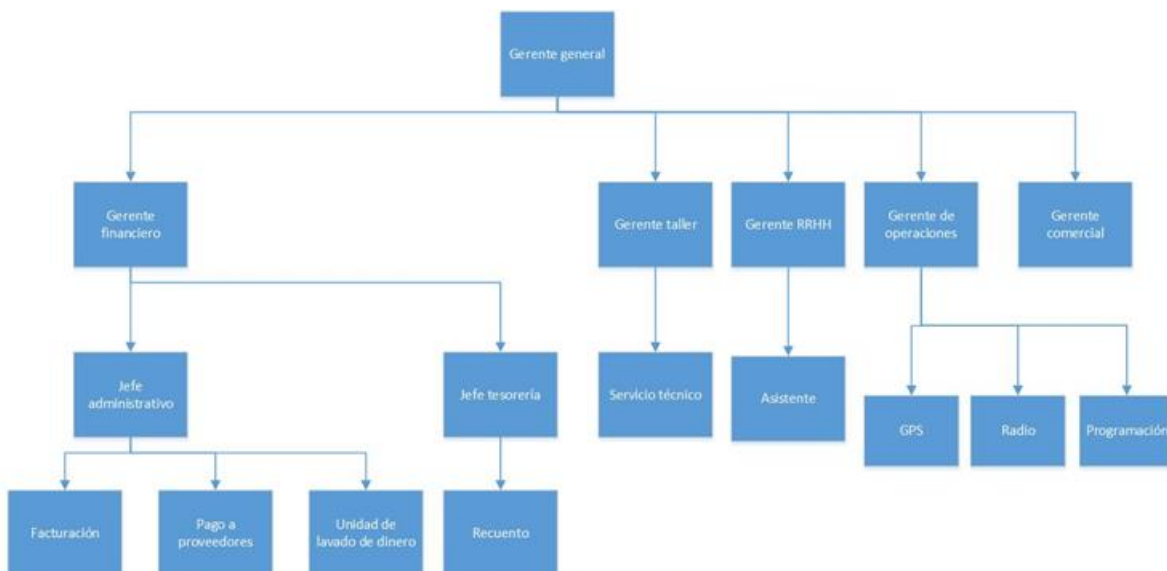 Gerente general
Gerente
financiero
Gerente taller
Gerente RRHH
Gerente de
operaciones
Gerente
comercial
Jefe
administrativo
Jefe tesorería
Servicio técnico
Asistente
GPS
Radio
Programación
Facturación
Pago a
proveedores
Unidad de
lavado de dinero
Recuento